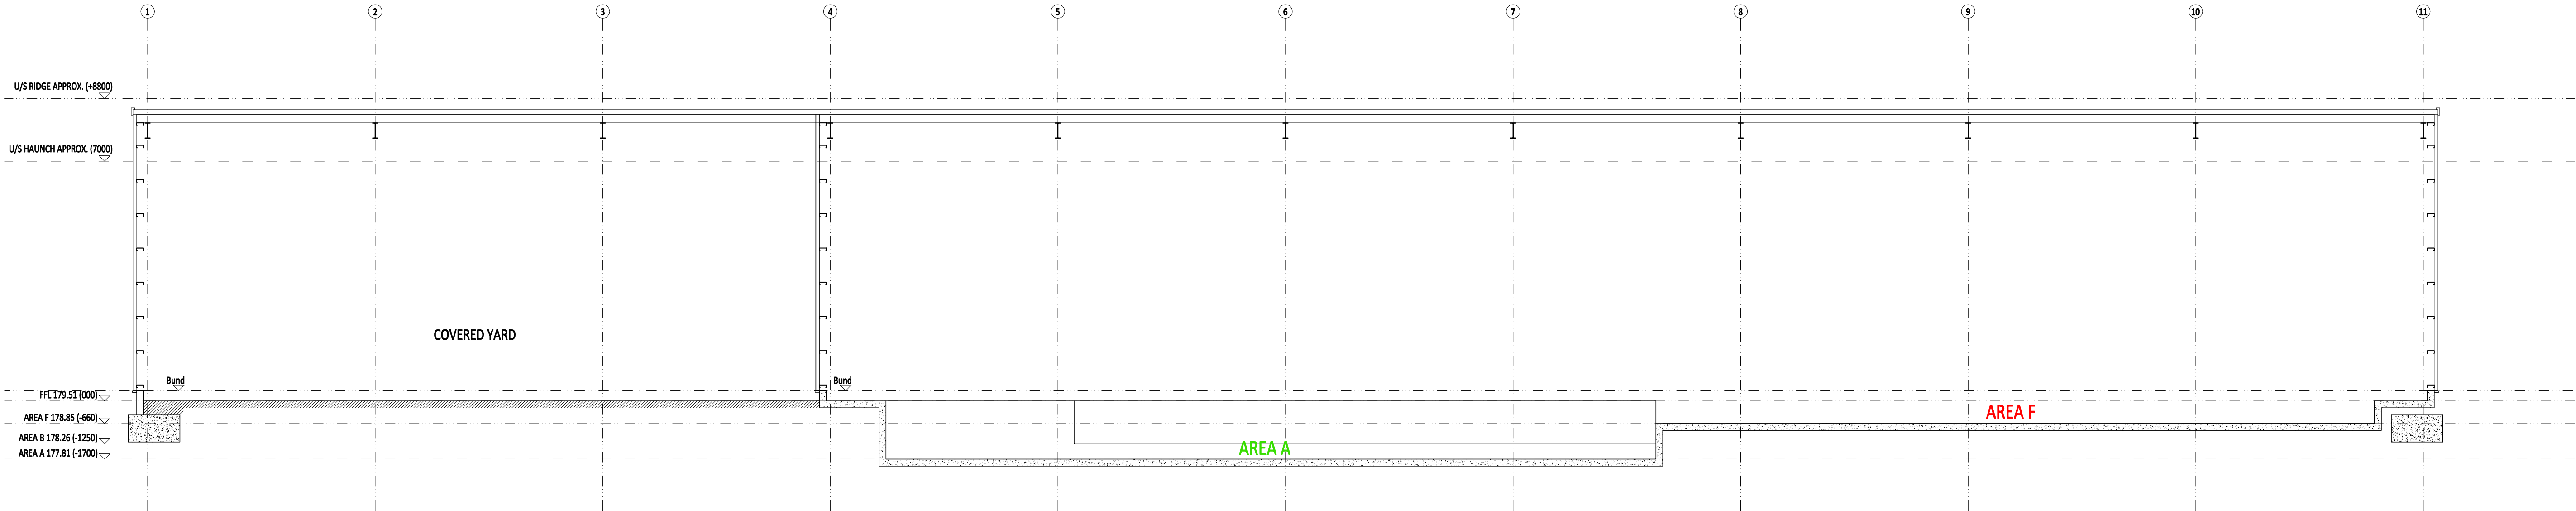 1 2 3 4 5 6 7 8 9 10 11
U/S RIDGE APPROX. (+8800)
U/S HAUNCH APPROX. (7000)
COVERED YARD
Bund Bund
FFL 179.51 (000)
AREA F 178.85 (-660)
AREA F
AREA B 178.26 (-1250)
AREA A
AREA A 177.81 (-1700)